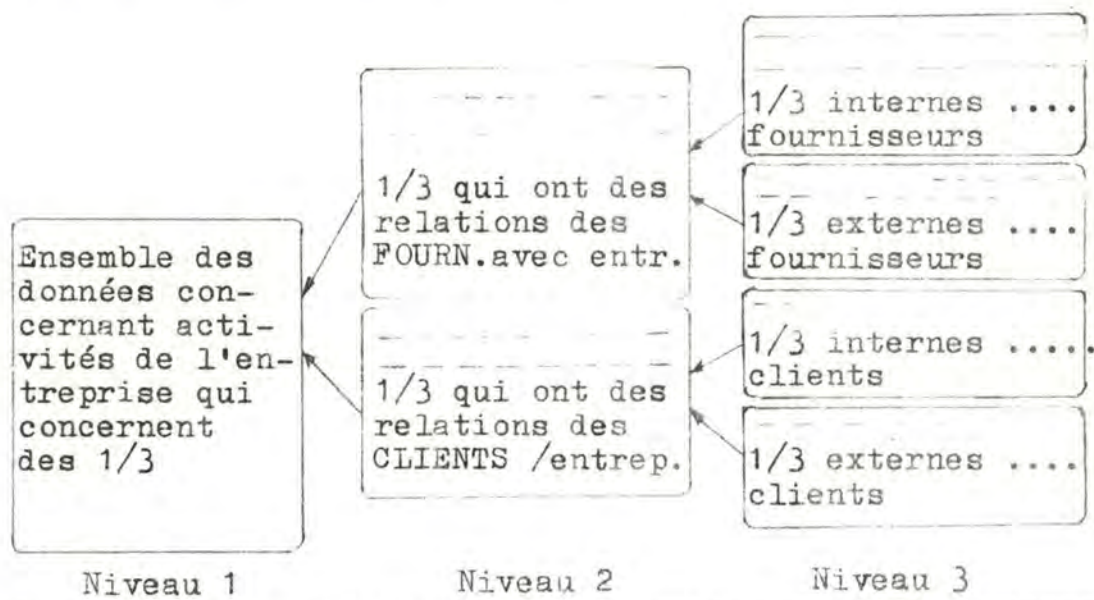 Ensemble des
données con-
cernant acti-
vités de l'en-
treprise qui
concernent
des 1/3
Niveau 1
1/3 qui ont des
relations des
FOURN.avec entr.
1/3 qui ont des
relations des
CLIENTS /entrep.
Niveau 2
1/3 internes ....
fournisseurs
1/3 externes ....
fournisseurs
1/3 internes .....
clients
1/3 externes ....
clients
Niveau 3